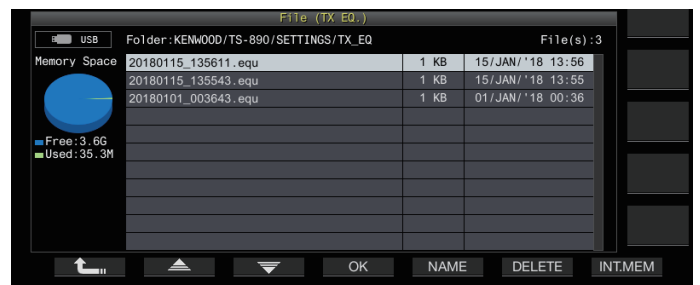 File (TX EQ.)
USB Folder:KENWOOD/TS-890/SETTINGS/TX_EQ File(s):3
Memory Space
20180115_135611.equ 1 KB 15/JAN/'18 13:56
20180115_135543.equ 1 KB 15/JAN/'18 13:55
20180101_003643.equ 1 KB 01/JAN/'18 00:36
Free:3.6G
Used:35.3M
OK NAME DELETE INT.MEM